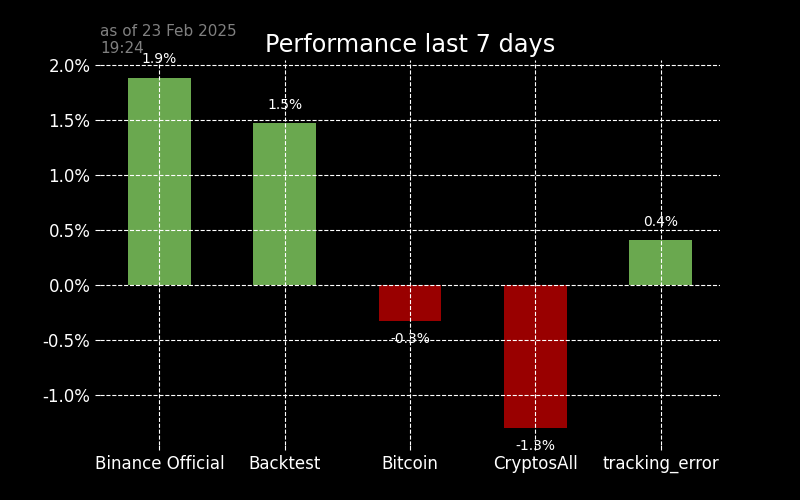 as of 23 Feb 2025
19:24
Performance last 7 days
2.0%
1.5%
1.0%
0.5%
0.0%
-0.5%
-1.0%
1.9%
1.5%
-0.3%
-1.3%
0.4%
Binance Official
Backtest
Bitcoin
CryptosAll
tracking_error